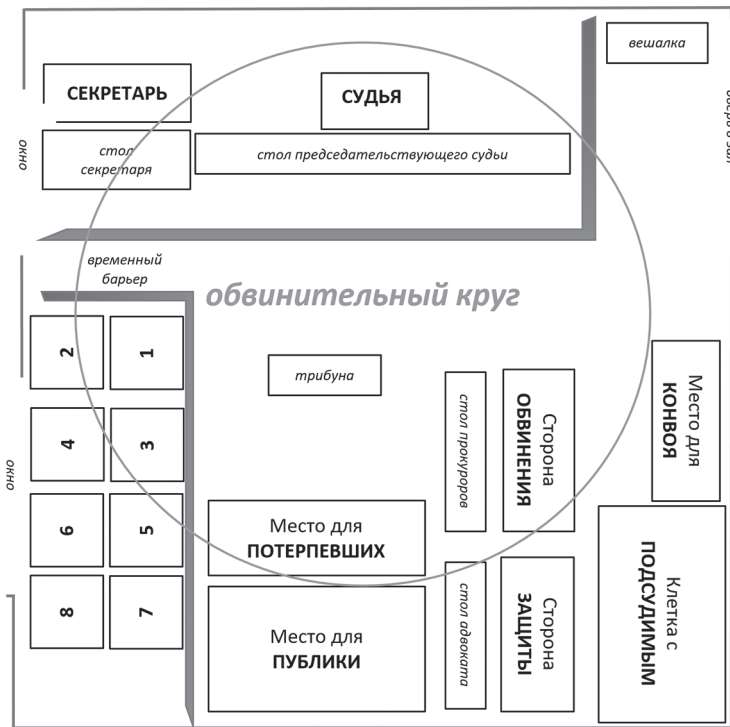 вешалка
СЕКРЕТАРЬ
СУДЬЯ
окно
стол
секретаря
стол председательствующего судьи
временный
барьер
обвинительный круг
2
1
трибуна
4
3
стол прокуроров
Сторона
ОБВИНЕНИЯ
Место для
КОНВОЯ
окно
6
5
Место для
ПОТЕРПЕВШИХ
8
7
Место для
ПУБЛИКИ
стол адвоката
Сторона
ЗАЩИТЫ
Клетка с
ПОДСУДИМЫМ